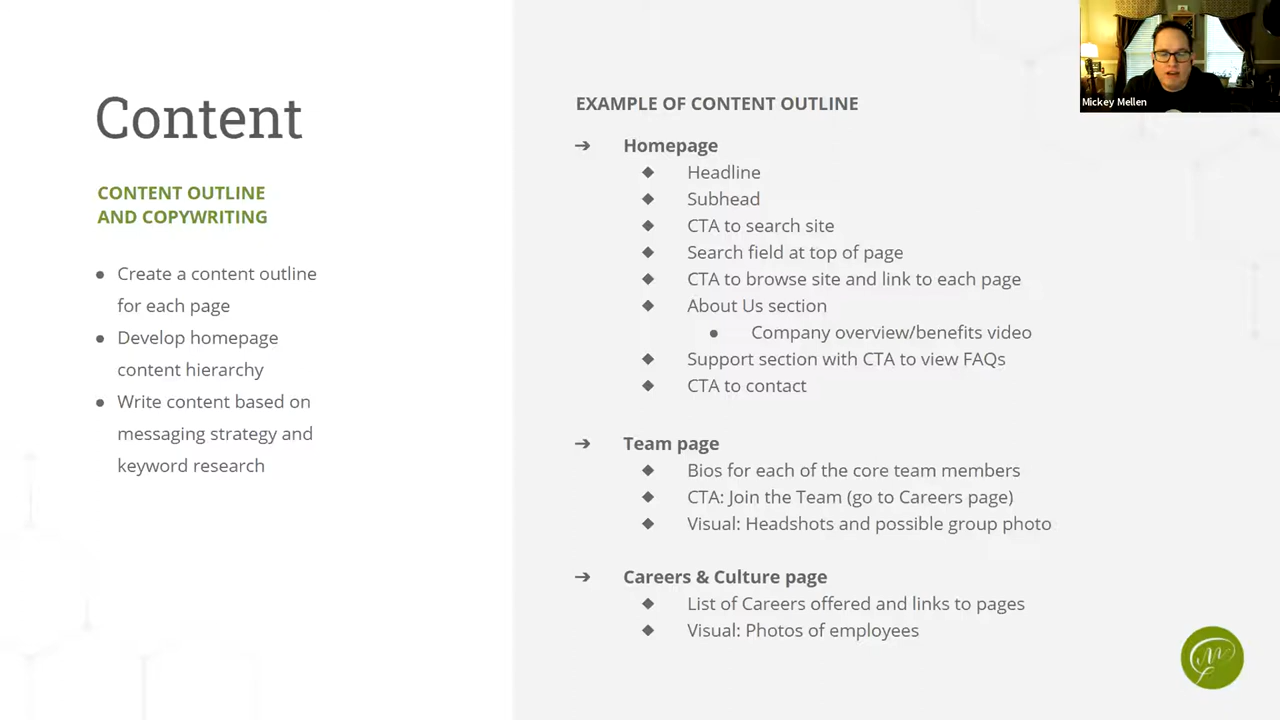 Content
CONTENT OUTLINE
AND COPYWRITING
● Create a content outline
for each page
● Develop homepage
content hierarchy
● Write content based on
messaging strategy and
keyword research
EXAMPLE OF CONTENT OUTLINE
➔ Homepage
◆ Headline
◆ Subhead
◆ CTA to search site
◆ Search field at top of page
◆ CTA to browse site and link to each page
◆ About Us section
● Company overview/benefits video
◆ Support section with CTA to view FAQs
◆ CTA to contact
➔ Team page
◆ Bios for each of the core team members
◆ CTA: Join the Team (go to Careers page)
◆ Visual: Headshots and possible group photo
➔ Careers & Culture page
◆ List of Careers offered and links to pages
◆ Visual: Photos of employees
Mickey Mellen